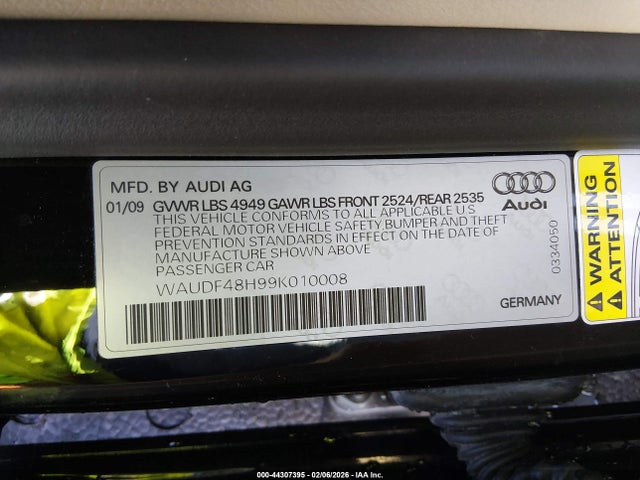 MFD. BY AUDI AG
01/09 GVWR LBS 4949 GAWR LBS FRONT 2524/REAR 2535
THIS VEHICLE CONFORMS TO ALL APPLICABLE U S
FEDERAL MOTOR VEHICLE SAFETY BUMPER AND THEFT
PREVENTION STANDARDS IN EFFECT ON THE DATE OF
MANUFACTURE SHOWN ABOVE
PASSENGER CAR
WAUDF48H99K010008
Audi
0334050
GERMANY
WARNING
ATTENTION
000-44307395 - 02/06/2026 - IAA Inc.